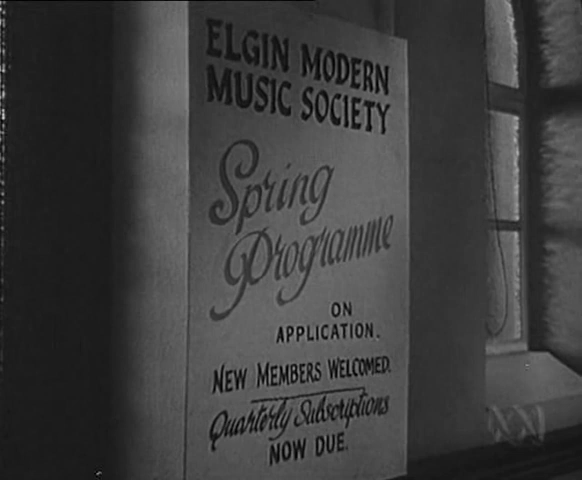 ELGIN MODERN
MUSIC SOCIETY
Spring
Programme
ON
APPLICATION.
NEW MEMBERS WELCOMED.
Quarterly Subscriptions
NOW DUE.